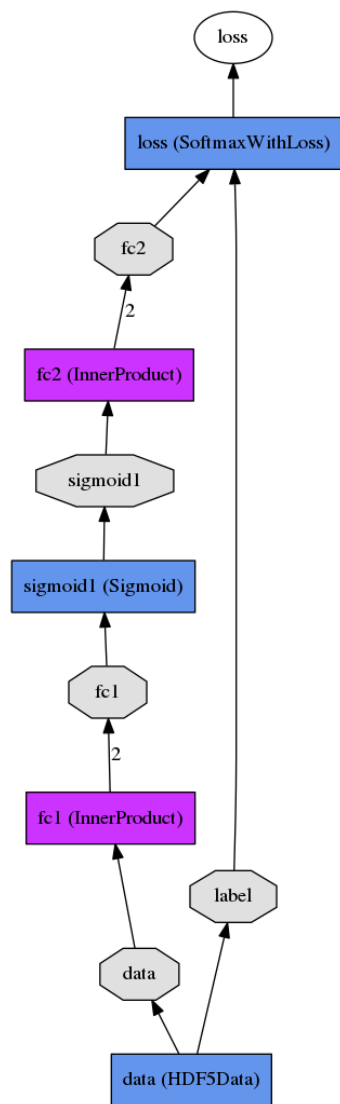 loss
loss (SoftmaxWithLoss)
fc2
2
fc2 (InnerProduct)
sigmoid1
sigmoid1 (Sigmoid)
fc1
2
fc1 (InnerProduct)
label
data
data (HDF5Data)